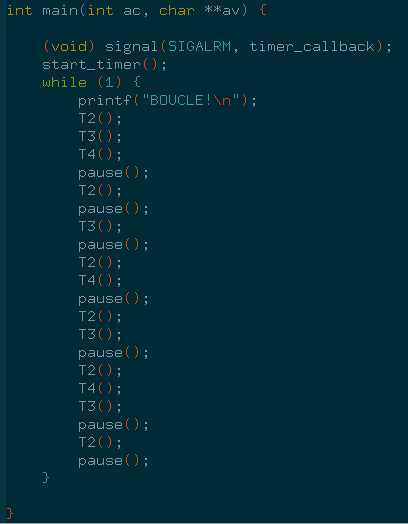 int main(int ac, char **av) {
(void) signal(SIGALRM, timer_callback);
start_timer();
while (1) {
printf("BOUCLE!\n");
T2();
T3();
T4();
pause();
T2();
pause();
T3();
pause();
T2();
T4();
pause();
T2();
T3();
pause();
T2();
T4();
T3();
pause();
T2();
pause();
}
}